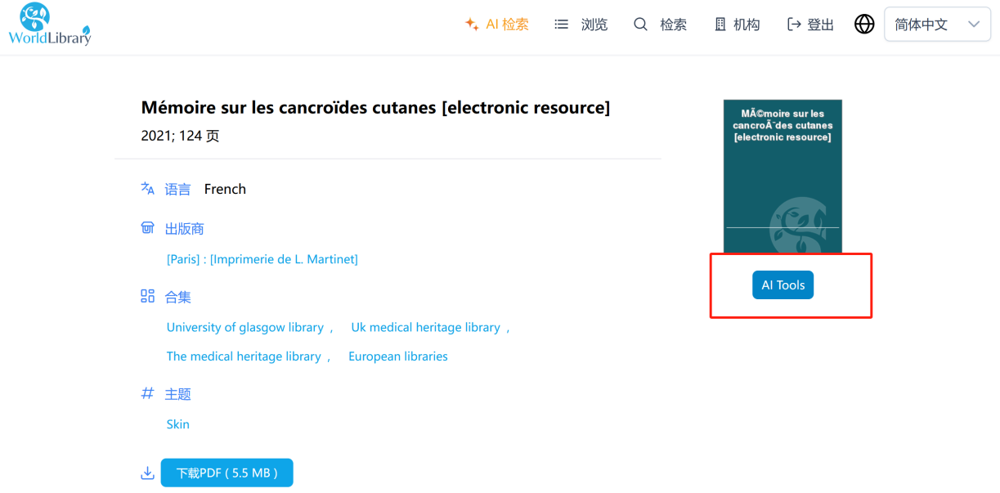 WorldLibrary
AI 检索 浏览 检索 机构 登出 简体中文
Mémoire sur les cancroïdes cutanes [electronic resource]
2021; 124 页
语言 French
出版商
[Paris] : [Imprimerie de L. Martinet]
合集
University of glasgow library , Uk medical heritage library ,
The medical heritage library , European libraries
主题
Skin
下载PDF ( 5.5 MB )
MÃ©moire sur les
cancroÃ¯des cutanes
[electronic resource]
AI Tools